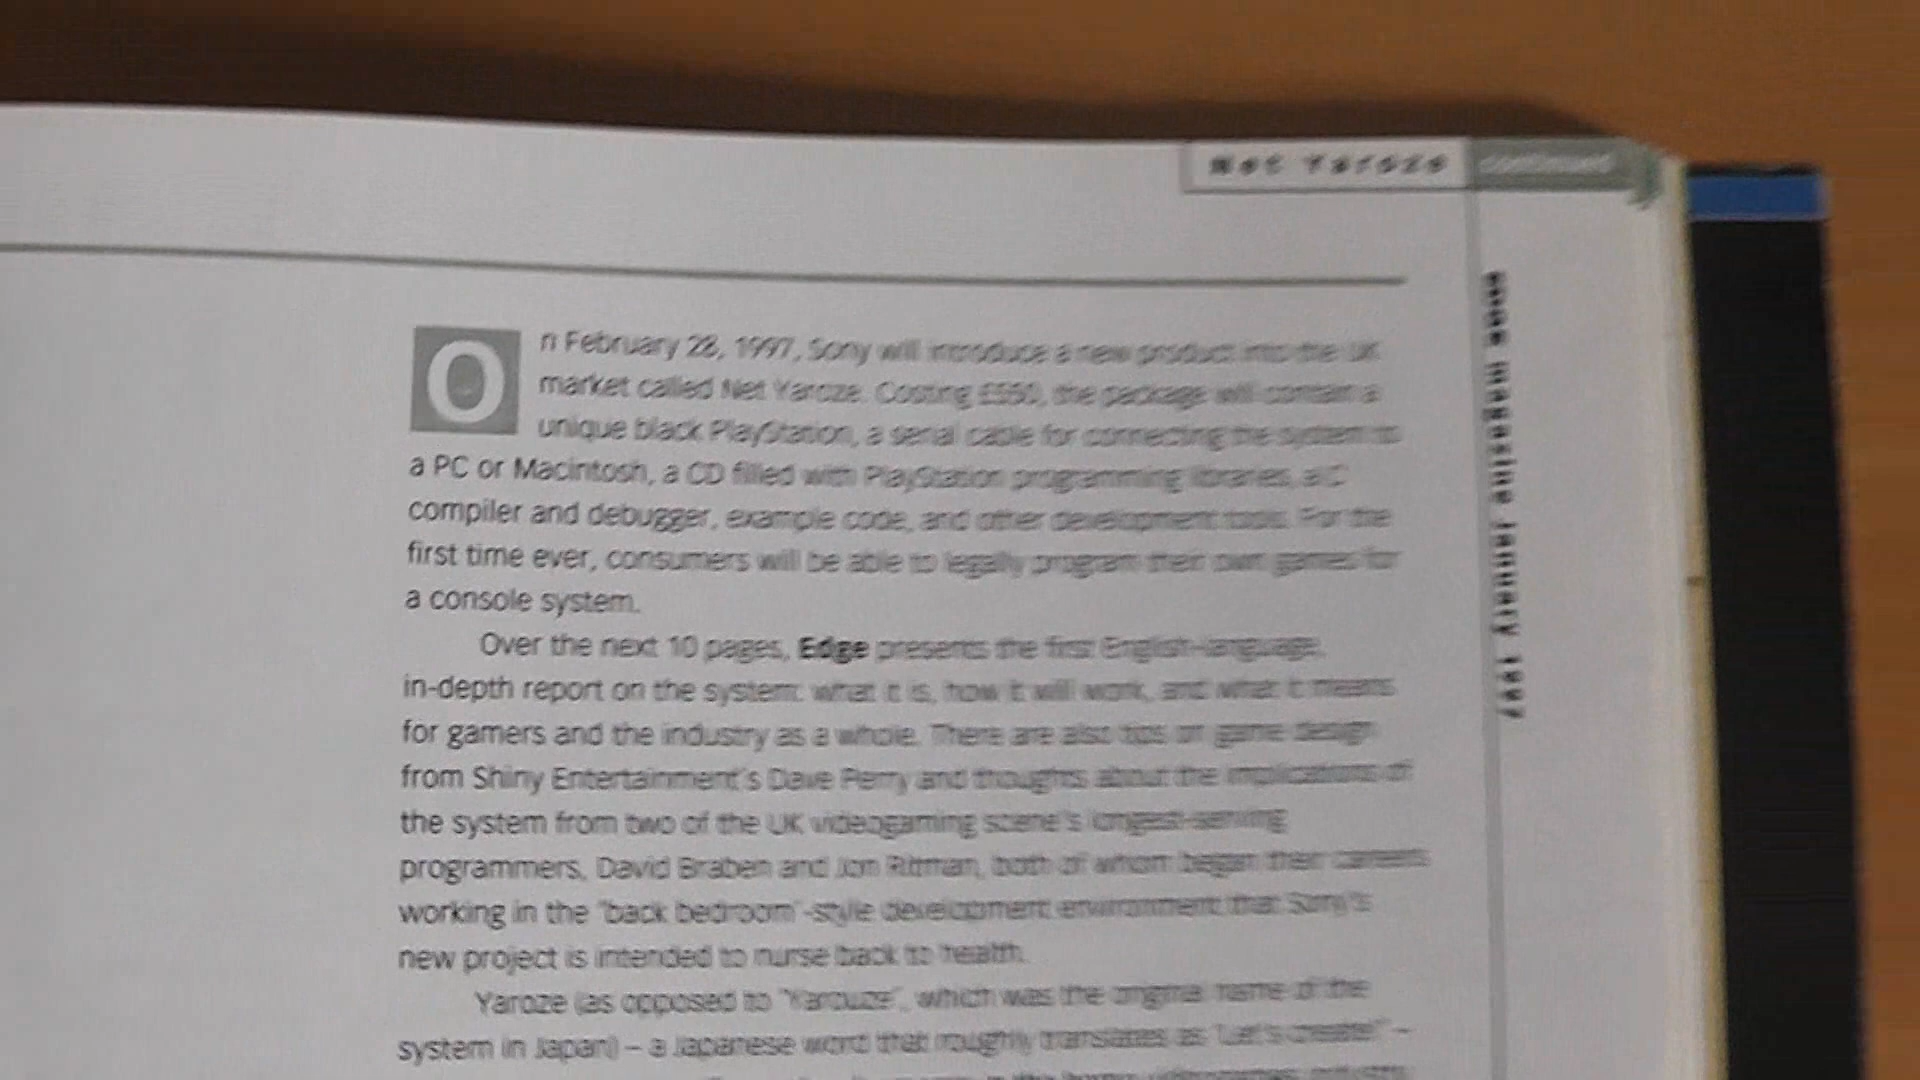 Net Yaroze continued
On February 28, 1997, Sony will introduce a new product into the UK
market called Net Yaroze. Costing £550, the package will contain a
unique black PlayStation, a serial cable for connecting the system to
a PC or Macintosh, a CD filled with PlayStation programming libraries, a C
compiler and debugger, example code, and other development tools. For the
first time ever, consumers will be able to legally program their own games for
a console system.
Over the next 10 pages, Edge presents the first English-language,
in-depth report on the system: what it is, how it will work, and what it means
for gamers and the industry as a whole. There are also tips on game design
from Shiny Entertainment's Dave Perry and thoughts about the implications of
the system from two of the UK videogaming scene's longest-serving
programmers, David Braben and Jon Ritman, both of whom began their careers
working in the 'back bedroom'-style development environment that Sony's
new project is intended to nurse back to health.
Yaroze (as opposed to 'Yarouze', which was the original name of the
system in Japan) – a Japanese word that roughly translates as 'Let's create!' –
EDGE magazine January 1997